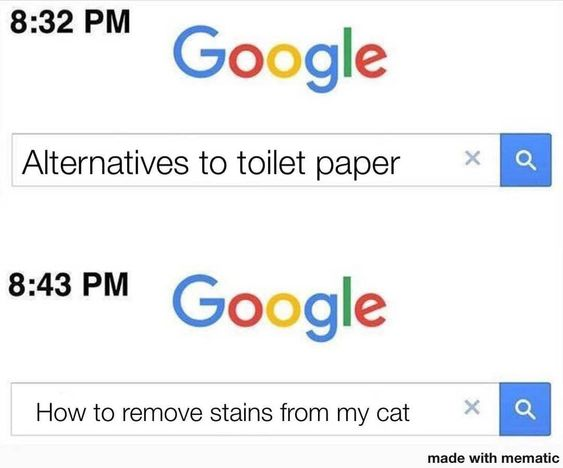 8:32 PM
Google
Alternatives to toilet paper
8:43 PM
Google
How to remove stains from my cat
made with mematic